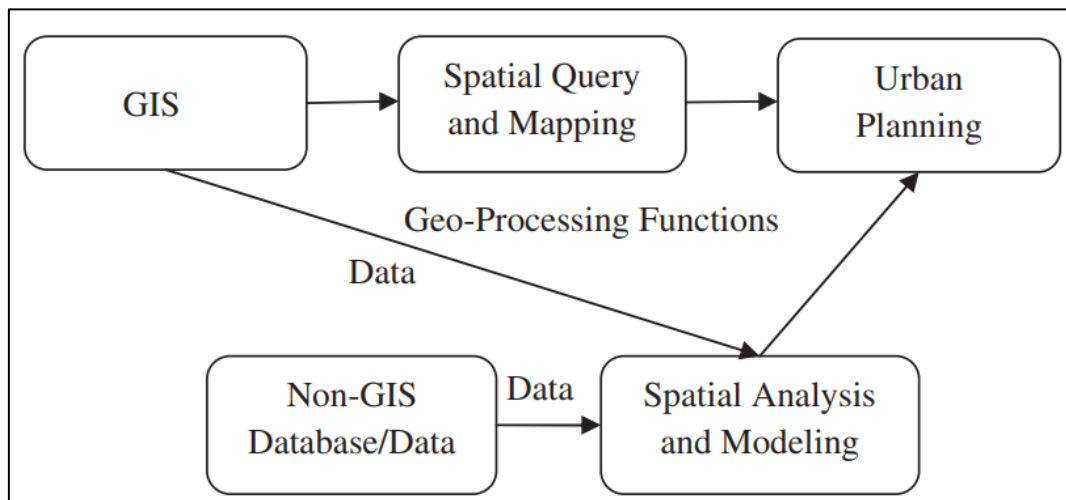 GIS
Spatial Query
and Mapping
Urban
Planning
Geo-Processing Functions
Data
Non-GIS
Database/Data
Data
Spatial Analysis
and Modeling